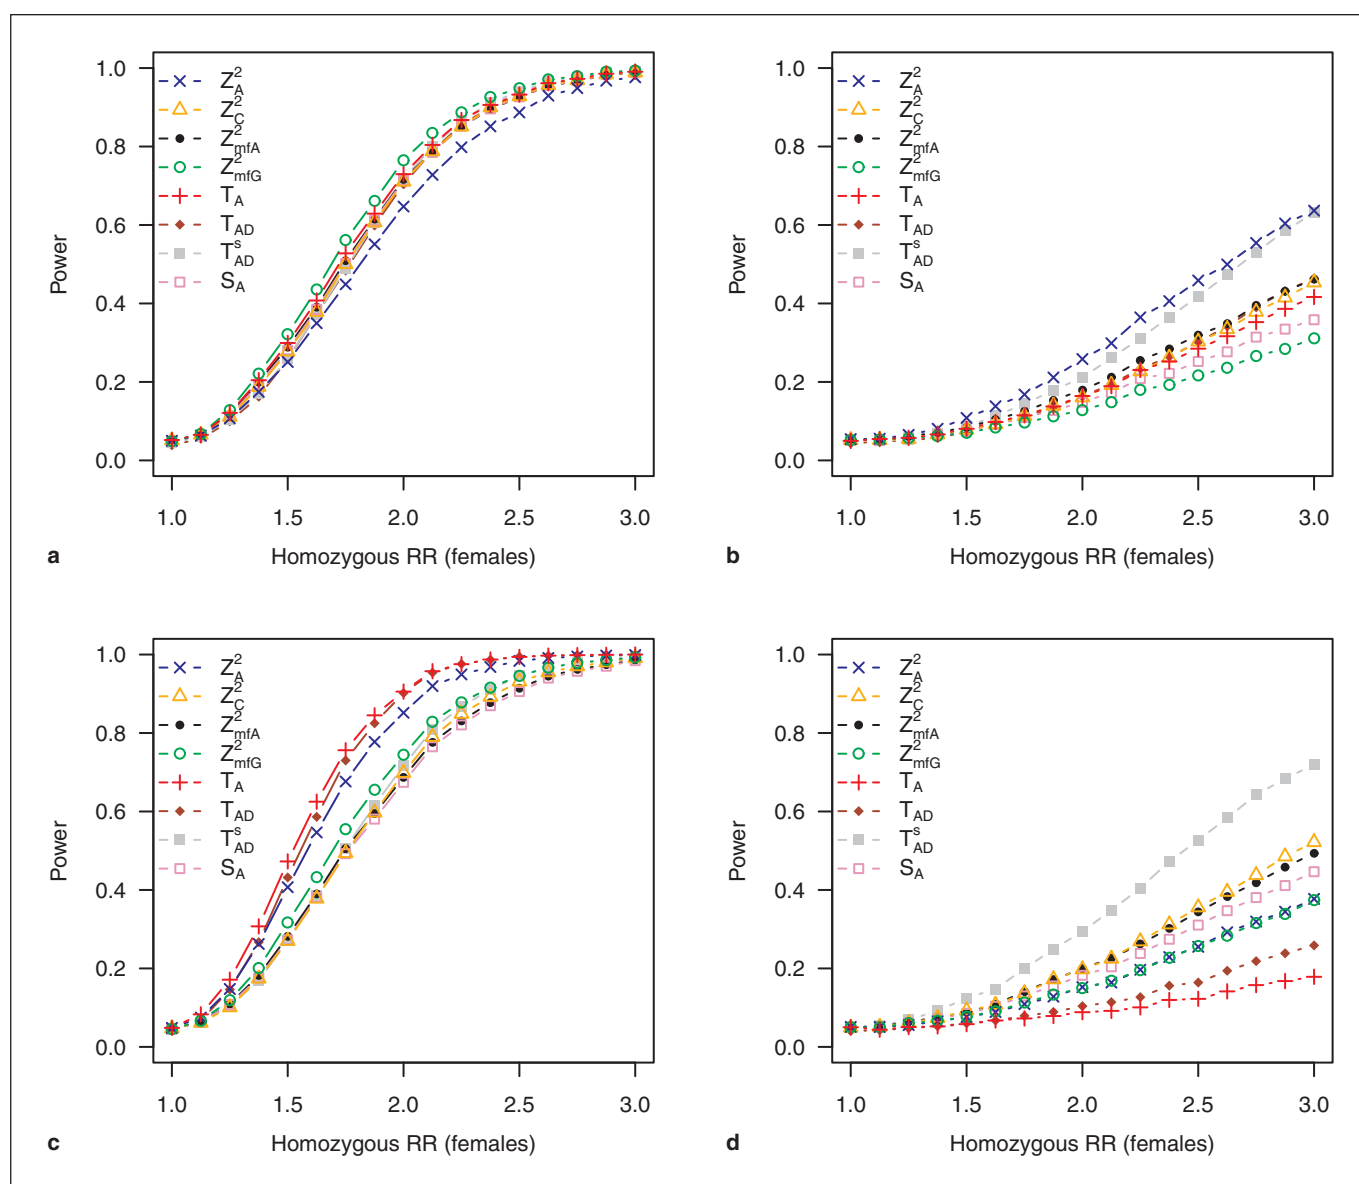 1.0
0.8
0.6
0.4
0.2
0.0
Power
Z²A
Z²C
Z²mfA
Z²mfG
TA
TAD
TˢAD
SA
1.0 1.5 2.0 2.5 3.0
a Homozygous RR (females)
1.0
0.8
0.6
0.4
0.2
0.0
Power
Z²A
Z²C
Z²mfA
Z²mfG
TA
TAD
TˢAD
SA
1.0 1.5 2.0 2.5 3.0
b Homozygous RR (females)
1.0
0.8
0.6
0.4
0.2
0.0
Power
Z²A
Z²C
Z²mfA
Z²mfG
TA
TAD
TˢAD
SA
1.0 1.5 2.0 2.5 3.0
c Homozygous RR (females)
1.0
0.8
0.6
0.4
0.2
0.0
Power
Z²A
Z²C
Z²mfA
Z²mfG
TA
TAD
TˢAD
SA
1.0 1.5 2.0 2.5 3.0
d Homozygous RR (females)